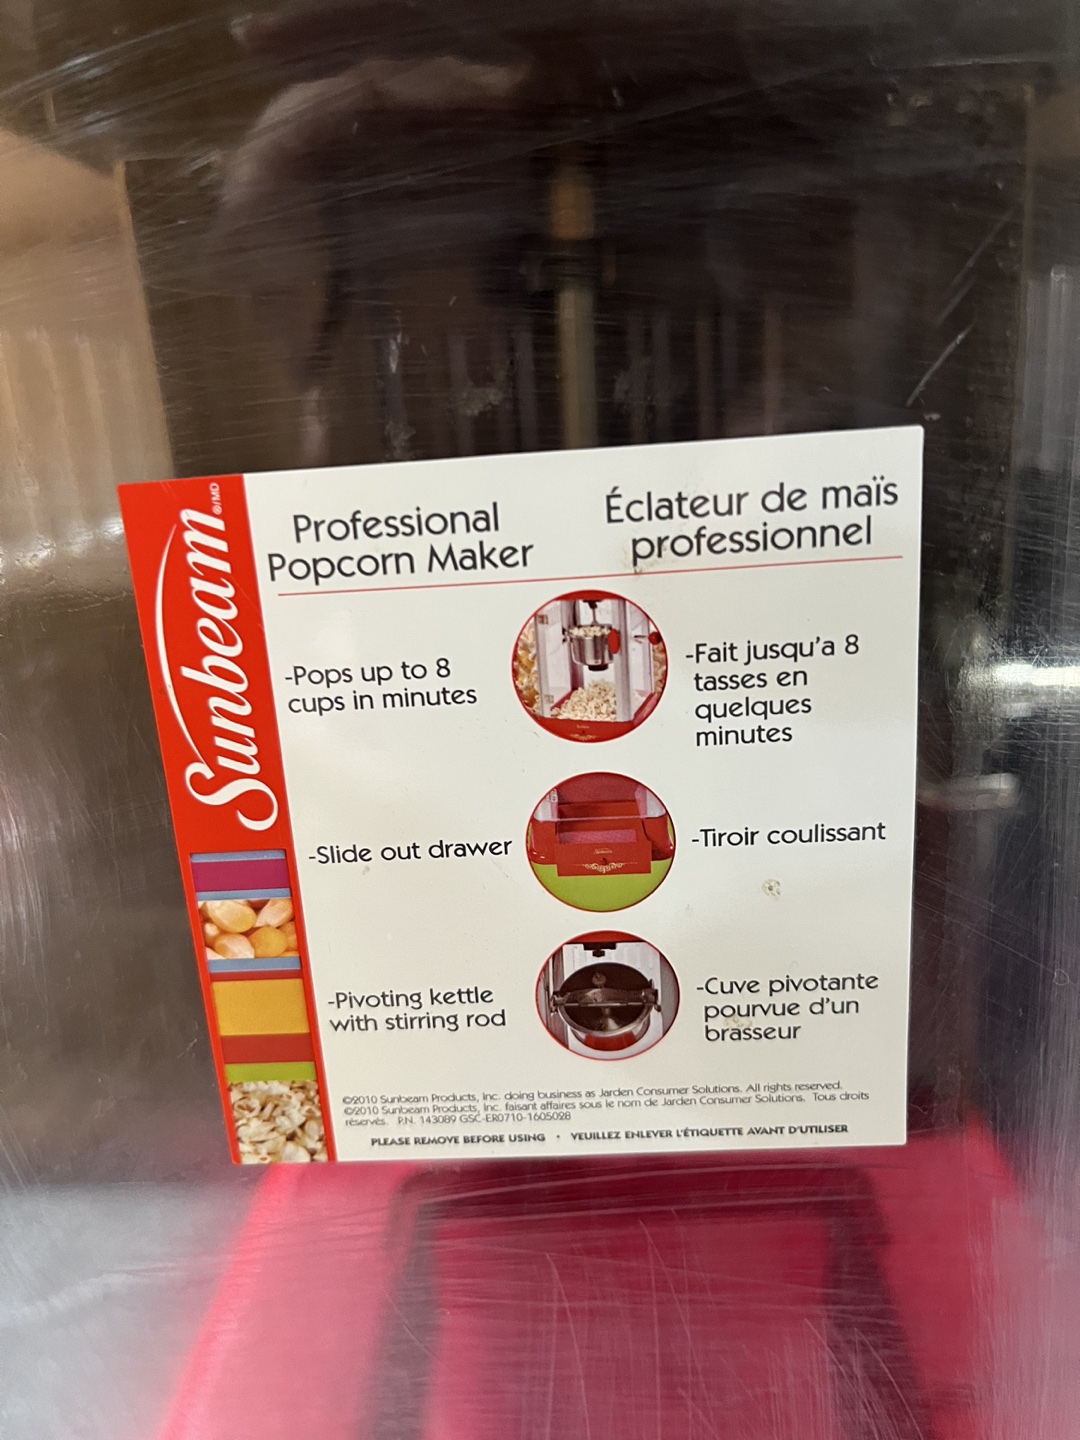 Sunbeam®/MD
Professional
Popcorn Maker
Éclateur de maïs
professionnel
-Pops up to 8
cups in minutes
-Fait jusqu'a 8
tasses en
quelques
minutes
-Slide out drawer
-Tiroir coulissant
-Pivoting kettle
with stirring rod
-Cuve pivotante
pourvue d'un
brasseur
©2010 Sunbeam Products, Inc. doing business as Jarden Consumer Solutions. All rights reserved.
©2010 Sunbeam Products, Inc. faisant affaires sous le nom de Jarden Consumer Solutions. Tous droits
réservés. P.N. 143089 GSC-ER0710-1605028
PLEASE REMOVE BEFORE USING • VEUILLEZ ENLEVER L'ÉTIQUETTE AVANT D'UTILISER